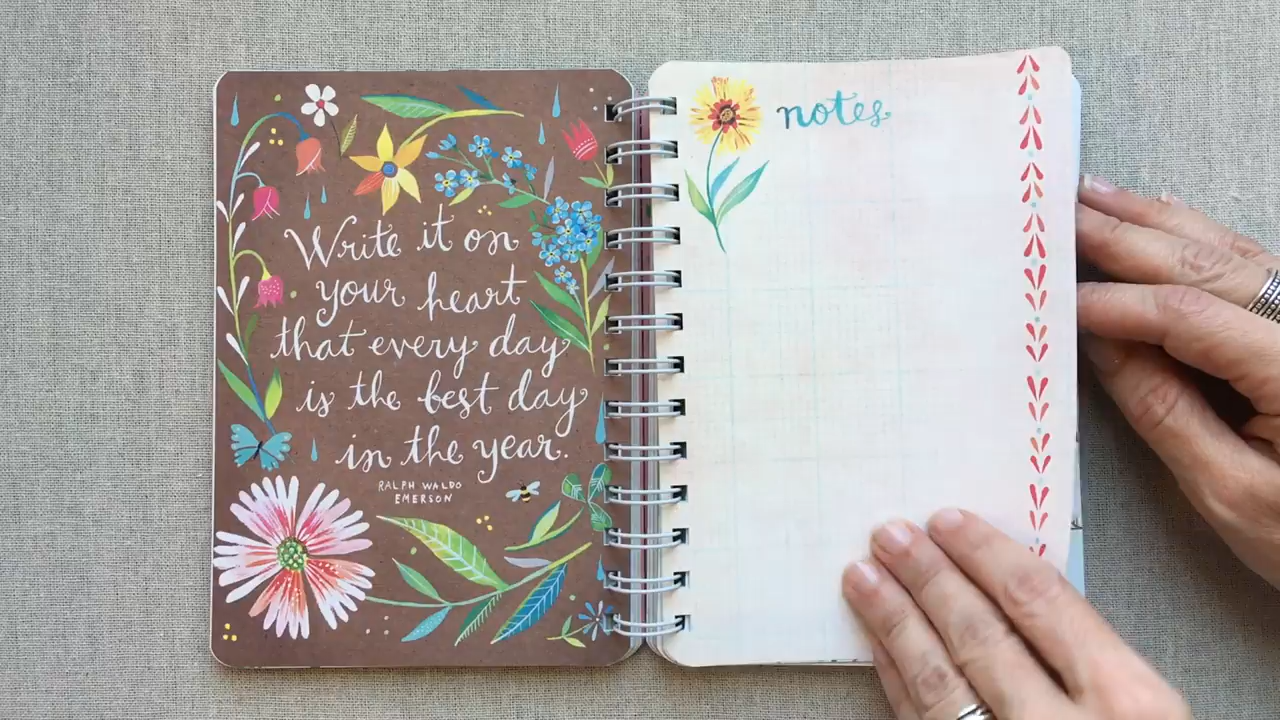 Write it on
your heart
that every day
is the best day
in the year.
RALPH WALDO
EMERSON
notes